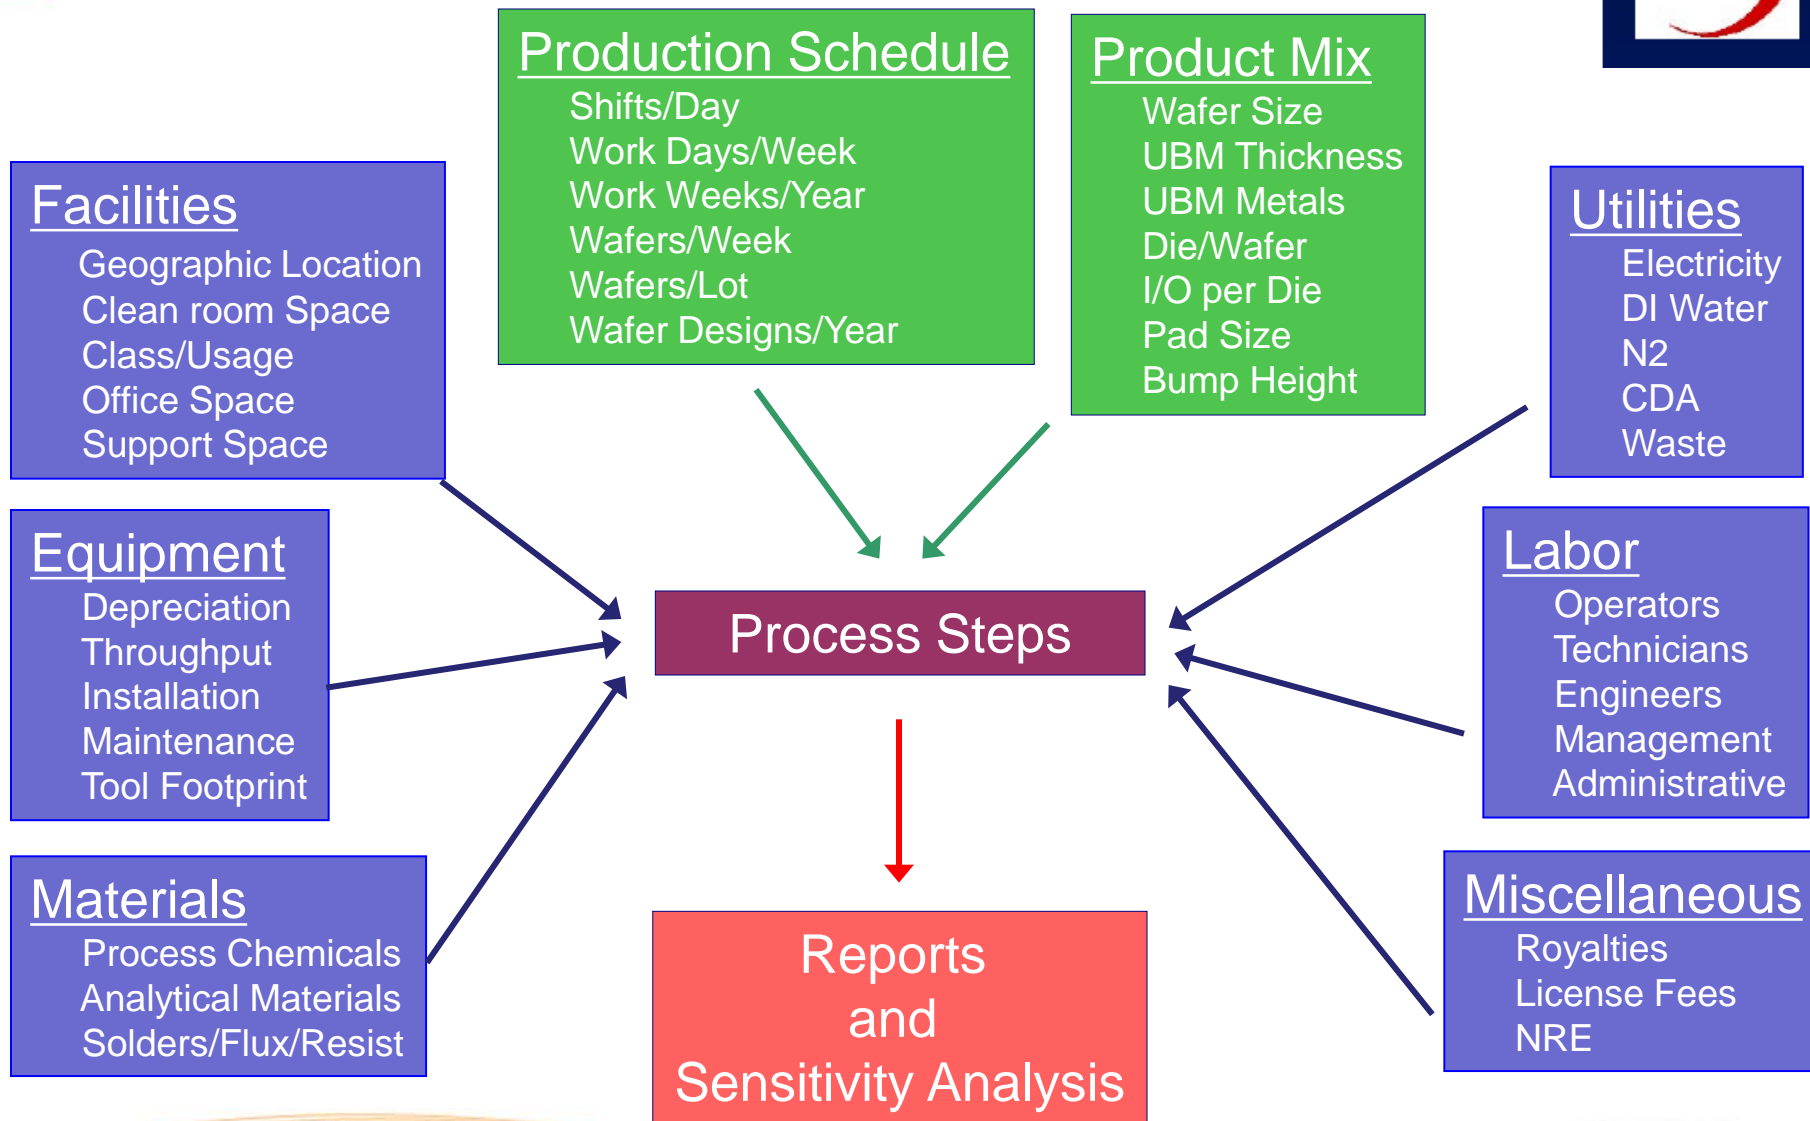 Production Schedule
Shifts/Day
Work Days/Week
Work Weeks/Year
Wafers/Week
Wafers/Lot
Wafer Designs/Year
Product Mix
Wafer Size
UBM Thickness
UBM Metals
Die/Wafer
I/O per Die
Pad Size
Bump Height
Facilities
Geographic Location
Clean room Space
Class/Usage
Office Space
Support Space
Utilities
Electricity
DI Water
N2
CDA
Waste
Equipment
Depreciation
Throughput
Installation
Maintenance
Tool Footprint
Process Steps
Labor
Operators
Technicians
Engineers
Management
Administrative
Materials
Process Chemicals
Analytical Materials
Solders/Flux/Resist
Reports
and
Sensitivity Analysis
Miscellaneous
Royalties
License Fees
NRE